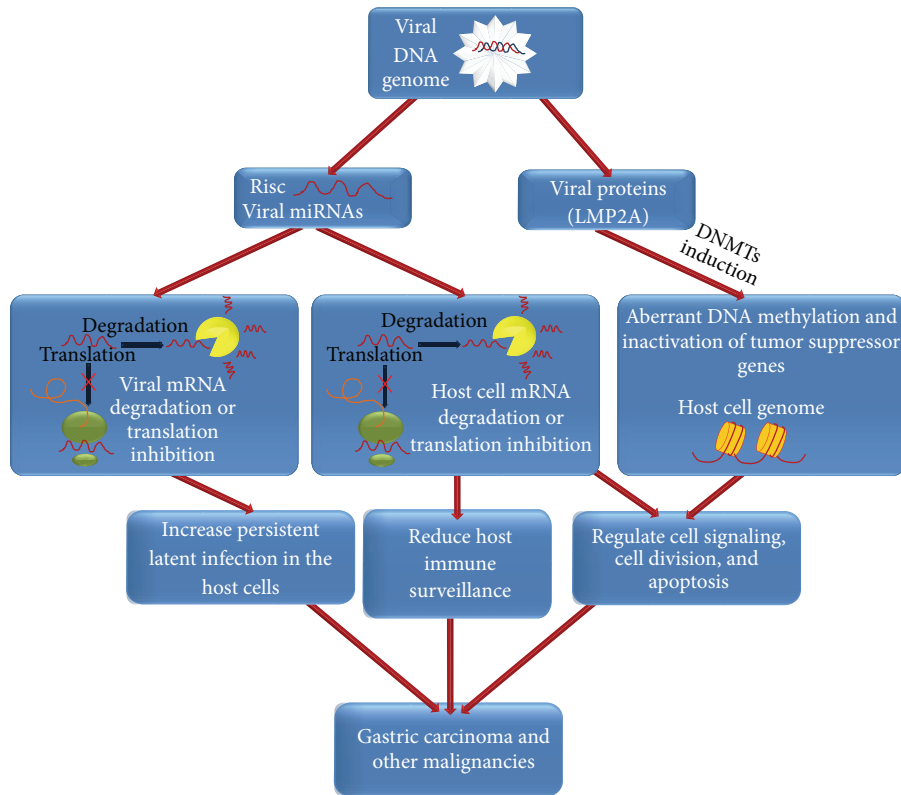 Viral
DNA
genome
Risc
Viral miRNAs
Viral proteins
(LMP2A)
DNMTs
induction
Degradation
Translation
Viral mRNA
degradation or
translation
inhibition
Degradation
Translation
Host cell mRNA
degradation or
translation inhibition
Aberrant DNA methylation and
inactivation of tumor suppressor
genes
Host cell genome
Increase persistent
latent infection in the
host cells
Reduce host
immune
surveillance
Regulate cell signaling,
cell division, and
apoptosis
Gastric carcinoma and
other malignancies